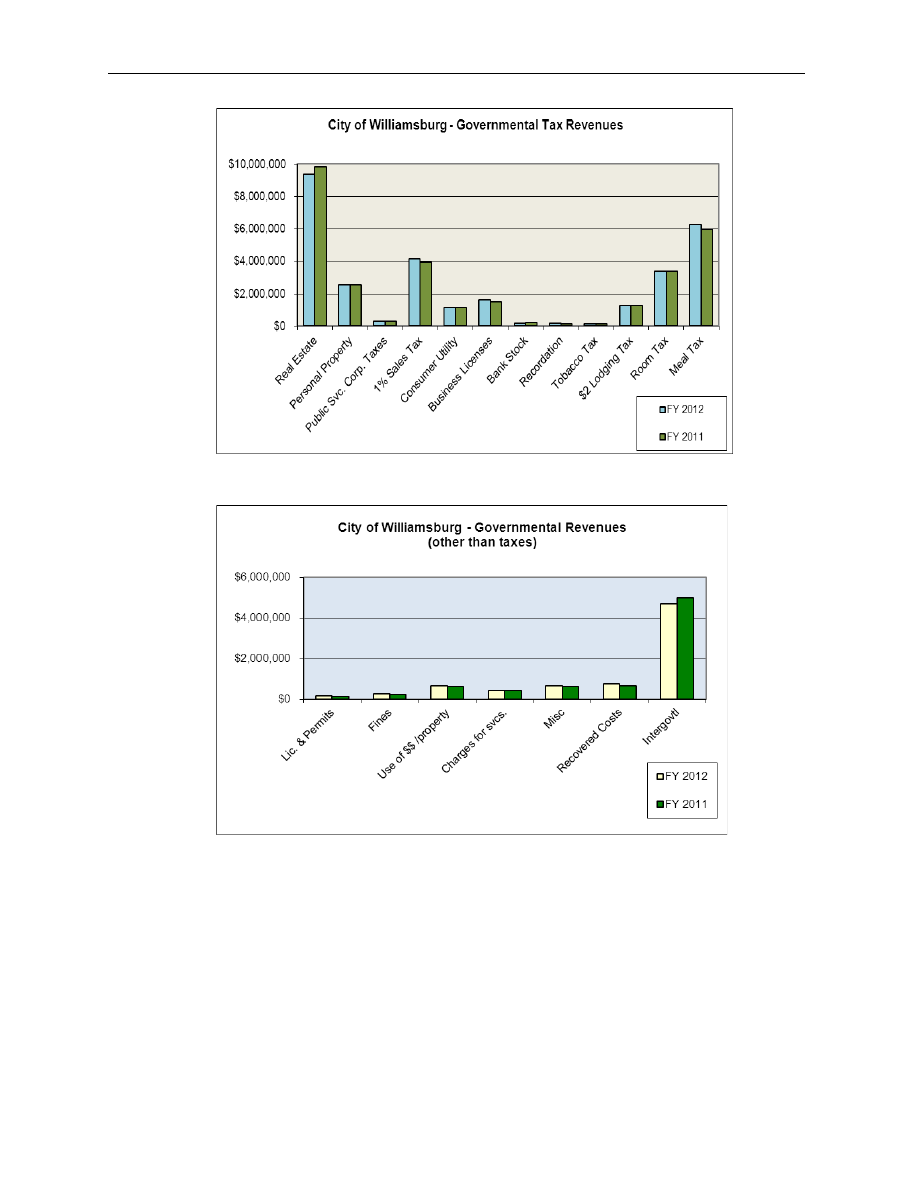 City of Williamsburg - Governmental Tax Revenues
$10,000,000
$8,000,000
$6,000,000
$4,000,000
$2,000,000
$0
Real Estate
Personal Property
Public Svc. Corp. Taxes
1% Sales Tax
Consumer Utility
Business Licenses
Bank Stock
Recordation
Tobacco Tax
$2 Lodging Tax
Room Tax
Meal Tax
FY 2012
FY 2011
City of Williamsburg - Governmental Revenues
(other than taxes)
$6,000,000
$4,000,000
$2,000,000
$0
Lic. & Permits
Fines
Use of $$ /property
Charges for svcs.
Misc
Recovered Costs
Intergovtl
FY 2012
FY 2011